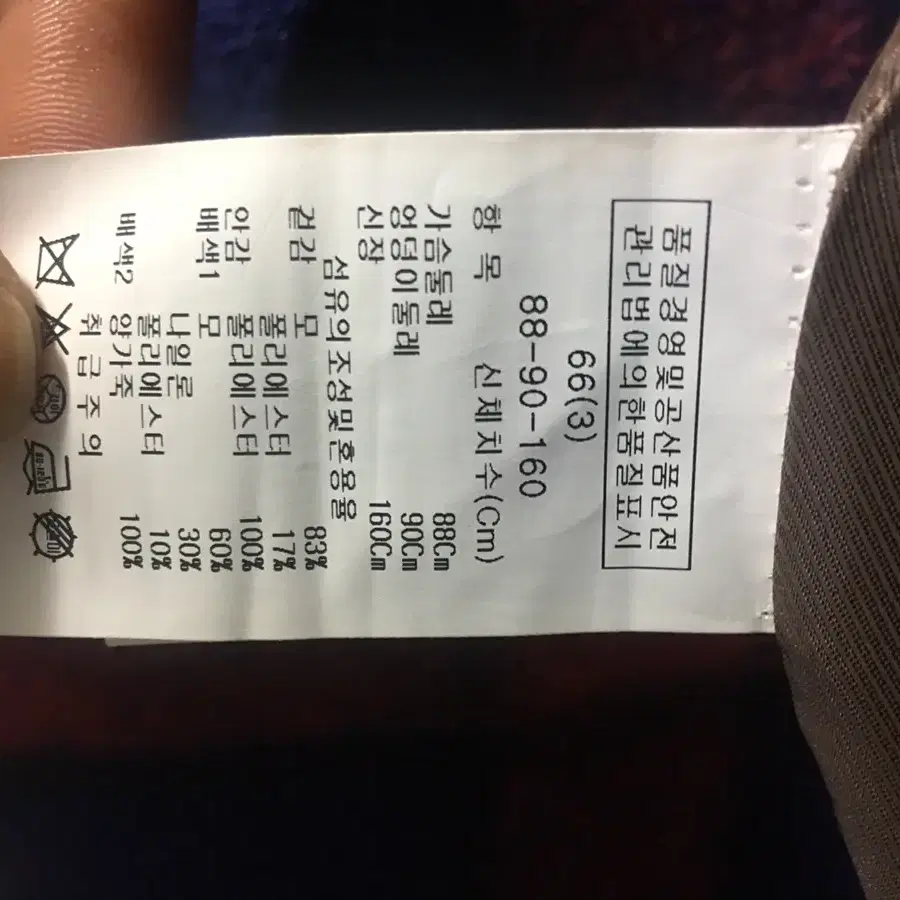 품질경영및공산품안전
관리법에의한품질표시
66(3)
88-90-160
항 목 신체치수(Cm)
가슴둘레 88Cm
엉덩이둘레 90Cm
신장 160Cm
섬유의조성및혼용율
겉감 모 83%
폴리에스터 17%
안감 폴리에스터 100%
배색1 모 60%
나일론 30%
폴리에스터 10%
배색2 양가죽 100%
취급주의